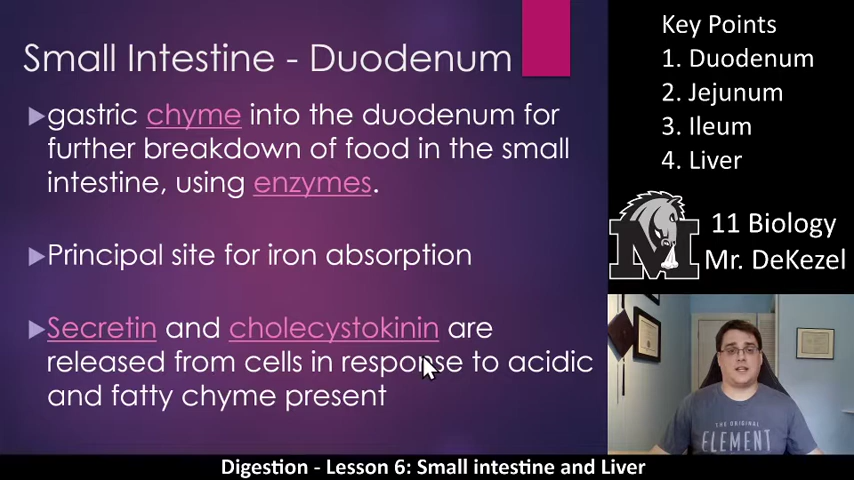 Small Intestine - Duodenum
gastric chyme into the duodenum for
further breakdown of food in the small
intestine, using enzymes.
Principal site for iron absorption
Secretin and cholecystokinin are
released from cells in response to acidic
and fatty chyme present
Key Points
1. Duodenum
2. Jejunum
3. Ileum
4. Liver
M
11 Biology
Mr. DeKezel
THE ORIGINAL
ELEMENT
Digestion - Lesson 6: Small intestine and Liver